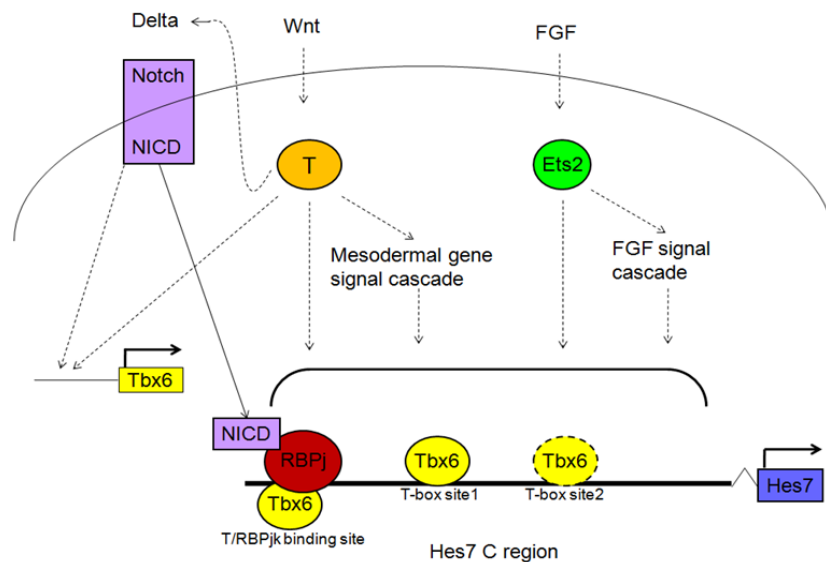 Delta
Wnt
FGF
Notch
NICD
T
Ets2
Mesodermal gene
signal cascade
FGF signal
cascade
Tbx6
NICD
RBPj
Tbx6
Tbx6
Tbx6
Hes7
T-box site1
T-box site2
T/RBPjk binding site
Hes7 C region